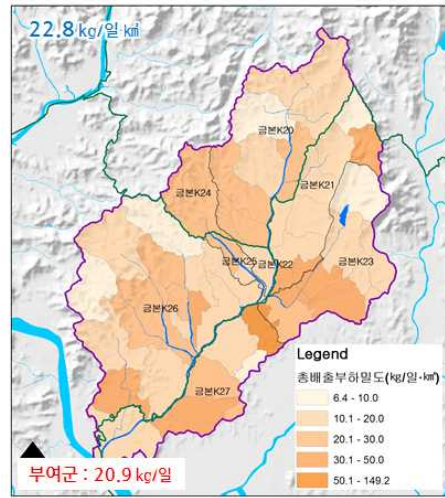 22.8 kg/일·㎢
금본K20
금본K24
금본K21
금본K25
금본K22
금본K23
금본K26
금본K27
Legend
총배출부하밀도(kg/일·㎢)
6.4 - 10.0
10.1 - 20.0
20.1 - 30.0
30.1 - 50.0
50.1 - 149.2
부여군 : 20.9 kg/일